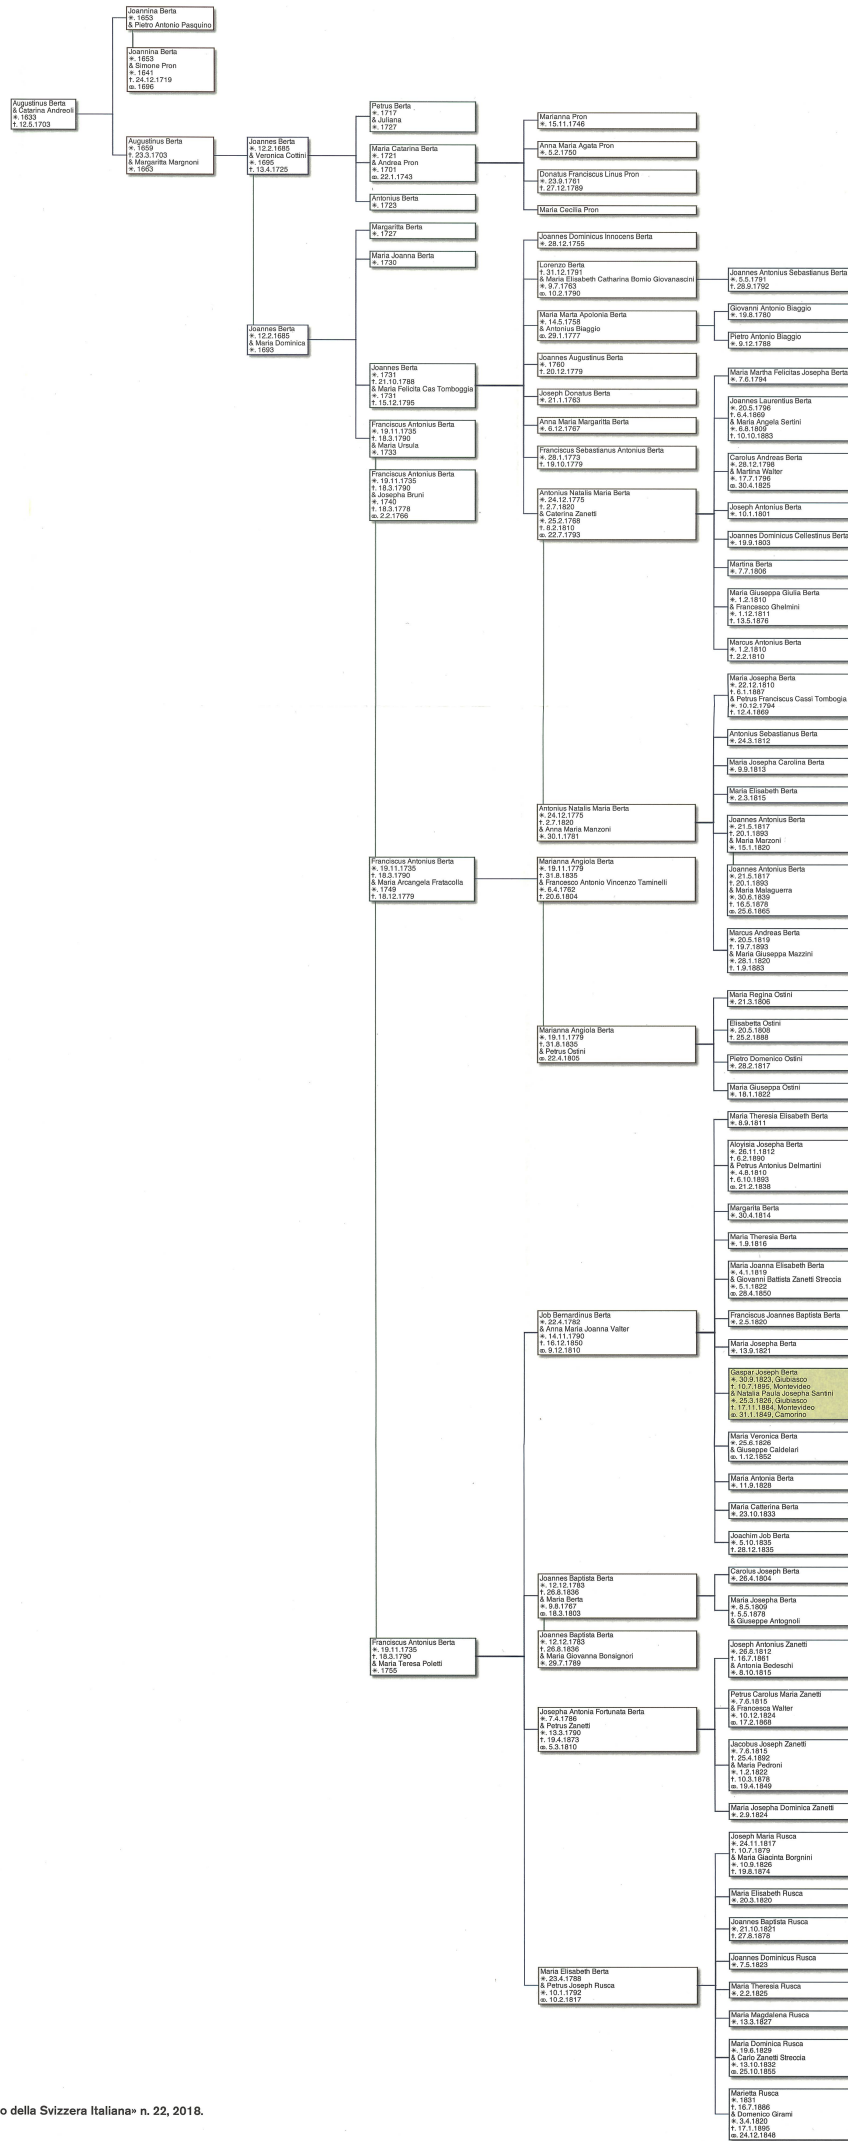 Joannina Berta
*. 1653
& Pietro Antonio Pasquino
Joannina Berta
*. 1653
& Simone Pron
*. 1641
†. 24.12.1719
⚭. 1696
Augustinus Berta
& Catarina Andreoli
*. 1633
†. 12.5.1703
Augustinus Berta
*. 1659
†. 23.3.1703
& Margaritta Margnoni
*. 1663
Joannes Berta
*. 12.2.1685
& Veronica Cottini
*. 1695
†. 13.4.1725
Joannes Berta
*. 12.2.1685
& Maria Dominica
*. 1693
Petrus Berta
*. 1717
& Juliana
*. 1727
Maria Catarina Berta
*. 1721
& Andrea Pron
*. 1701
⚭. 22.1.1743
Antonius Berta
*. 1723
Margaritta Berta
*. 1727
Maria Joanna Berta
*. 1730
Joannes Berta
*. 1731
†. 21.10.1788
& Maria Felicita Cas Tomboggia
*. 1731
†. 15.12.1795
Franciscus Antonius Berta
*. 19.11.1735
†. 18.3.1790
& Maria Ursula
*. 1733
Franciscus Antonius Berta
*. 19.11.1735
†. 18.3.1790
& Josepha Bruni
*. 1740
†. 18.3.1778
⚭. 2.2.1766
Franciscus Antonius Berta
*. 19.11.1735
†. 18.3.1790
& Maria Arcangela Fratacolla
*. 1749
†. 18.12.1779
Franciscus Antonius Berta
*. 19.11.1735
†. 18.3.1790
& Maria Teresa Poletti
*. 1755
Marianna Pron
*. 15.11.1746
Anna Maria Agata Pron
*. 5.2.1750
Donatus Franciscus Linus Pron
*. 23.9.1761
†. 27.12.1789
Maria Cecilia Pron
Joannes Dominicus Innocens Berta
*. 28.12.1755
Lorenzo Berta
†. 31.12.1791
& Maria Elisabeth Catharina Bomio Giovanascini
*. 9.7.1763
⚭. 10.2.1790
Maria Marta Apolonia Berta
*. 14.5.1758
& Antonius Biaggio
⚭. 29.1.1777
Joannes Augustinus Berta
*. 1760
†. 20.12.1779
Joseph Donatus Berta
*. 21.1.1763
Anna Maria Margaritta Berta
*. 6.12.1767
Franciscus Sebastianus Antonius Berta
*. 28.1.1773
†. 19.10.1779
Antonius Natalis Maria Berta
*. 24.12.1775
†. 2.7.1820
& Caterina Zanetti
*. 25.2.1768
†. 8.2.1810
⚭. 22.7.1793
Antonius Natalis Maria Berta
*. 24.12.1775
†. 2.7.1820
& Anna Maria Manzoni
*. 30.1.1781
Marianna Angiola Berta
*. 19.11.1779
†. 31.8.1835
& Francesco Antonio Vincenzo Taminelli
*. 6.4.1762
†. 20.6.1804
Marianna Angiola Berta
*. 19.11.1779
†. 31.8.1835
& Petrus Ostini
⚭. 22.4.1805
Job Bernardinus Berta
*. 22.4.1782
& Anna Maria Joanna Valter
*. 14.11.1790
†. 16.12.1850
⚭. 9.12.1810
Joannes Baptista Berta
*. 12.12.1783
†. 26.8.1836
& Maria Berta
*. 9.8.1767
⚭. 18.3.1803
Joannes Baptista Berta
*. 12.12.1783
†. 26.8.1836
& Maria Giovanna Bonsignori
*. 29.7.1789
Josepha Antonia Fortunata Berta
*. 7.4.1786
& Petrus Zanetti
*. 13.3.1790
†. 19.4.1873
⚭. 5.3.1810
Maria Elisabeth Berta
*. 23.4.1788
& Petrus Joseph Rusca
*. 10.1.1792
⚭. 10.2.1817
Joannes Antonius Sebastianus Berta
*. 5.5.1791
†. 28.9.1792
Giovanni Antonio Biaggio
*. 19.8.1780
Pietro Antonio Biaggio
*. 9.12.1788
Maria Martha Felicitas Josepha Berta
*. 7.6.1794
Joannes Laurentius Berta
*. 20.5.1796
†. 6.4.1869
& Maria Angela Sertini
*. 6.8.1809
†. 10.10.1883
Carolus Andreas Berta
*. 28.12.1798
& Martina Walter
*. 17.7.1796
⚭. 30.4.1825
Joseph Antonius Berta
*. 10.1.1801
Joannes Dominicus Cellestinus Berta
*. 19.9.1803
Martina Berta
*. 7.7.1806
Maria Giuseppa Giulia Berta
*. 1.2.1810
& Francesco Ghelmini
*. 1.12.1811
†. 13.5.1876
Marcus Antonius Berta
*. 1.2.1810
†. 2.2.1810
Maria Josepha Berta
*. 22.12.1810
†. 6.1.1887
& Petrus Franciscus Cassi Tombogia
*. 10.12.1794
†. 12.4.1869
Antonius Sebastianus Berta
*. 24.3.1812
Maria Josepha Carolina Berta
*. 9.9.1813
Maria Elisabeth Berta
*. 2.3.1815
Joannes Antonius Berta
*. 21.5.1817
†. 20.1.1893
& Maria Marzoni
*. 15.1.1820
Joannes Antonius Berta
*. 21.5.1817
†. 20.1.1893
& Maria Malaguerra
*. 30.6.1839
†. 16.5.1878
⚭. 25.6.1865
Marcus Andreas Berta
*. 20.5.1819
†. 19.7.1893
& Maria Giuseppa Mazzini
*. 28.1.1820
†. 1.9.1883
Maria Regina Ostini
*. 21.3.1806
Elisabetta Ostini
*. 20.5.1808
†. 25.2.1888
Pietro Domenico Ostini
*. 28.2.1817
Maria Giuseppa Ostini
*. 18.1.1822
Maria Theresia Elisabeth Berta
*. 8.9.1811
Aloyisia Josepha Berta
*. 26.11.1812
†. 6.2.1890
& Petrus Antonius Delmartini
*. 4.8.1810
†. 6.10.1893
⚭. 21.2.1838
Margarita Berta
*. 30.4.1814
Maria Theresia Berta
*. 1.9.1816
Maria Joanna Elisabeth Berta
*. 4.1.1819
& Giovanni Battista Zanetti Streccia
*. 5.1.1822
⚭. 28.4.1850
Franciscus Joannes Baptista Berta
*. 2.5.1820
Maria Josepha Berta
*. 13.9.1821
Gaspar Joseph Berta
*. 30.9.1823, Giubiasco
†. 10.7.1895, Montevideo
& Natalia Paula Josepha Santini
*. 25.3.1826, Giubiasco
†. 17.11.1884, Montevideo
⚭. 31.1.1849, Camorino
Maria Veronica Berta
*. 25.6.1826
& Giuseppe Caldelari
⚭. 1.12.1852
Maria Antonia Berta
*. 11.9.1828
Maria Catterina Berta
*. 23.10.1833
Joachim Job Berta
*. 5.10.1835
†. 28.12.1835
Carolus Joseph Berta
*. 26.4.1804
Maria Josepha Berta
*. 8.5.1809
†. 5.5.1878
& Giuseppe Antognoli
Joseph Antonius Zanetti
*. 26.8.1812
†. 16.7.1861
& Antonia Bedeschi
*. 8.10.1815
Petrus Carolus Maria Zanetti
*. 7.6.1815
& Francesca Walter
*. 10.12.1824
⚭. 17.2.1868
Jacobus Joseph Zanetti
*. 7.6.1815
†. 25.4.1892
& Maria Pedroni
*. 1.2.1822
†. 10.3.1878
⚭. 19.4.1849
Maria Josepha Dominica Zanetti
*. 2.9.1824
Joseph Maria Rusca
*. 24.11.1817
†. 10.7.1879
& Maria Giacinta Borgnini
*. 10.9.1826
†. 19.8.1874
Maria Elisabeth Rusca
*. 20.3.1820
Joannes Baptista Rusca
*. 21.10.1821
†. 27.8.1878
Joannes Dominicus Rusca
*. 7.5.1823
Maria Theresia Rusca
*. 2.2.1825
Maria Magdalena Rusca
*. 13.3.1827
Maria Dominica Rusca
*. 19.6.1829
& Carlo Zanetti Streccia
*. 13.10.1832
⚭. 25.10.1855
Marietta Rusca
*. 1831
†. 16.7.1886
& Domenico Girami
*. 3.4.1820
†. 17.1.1895
⚭. 24.12.1848
o della Svizzera Italiana» n. 22, 2018.